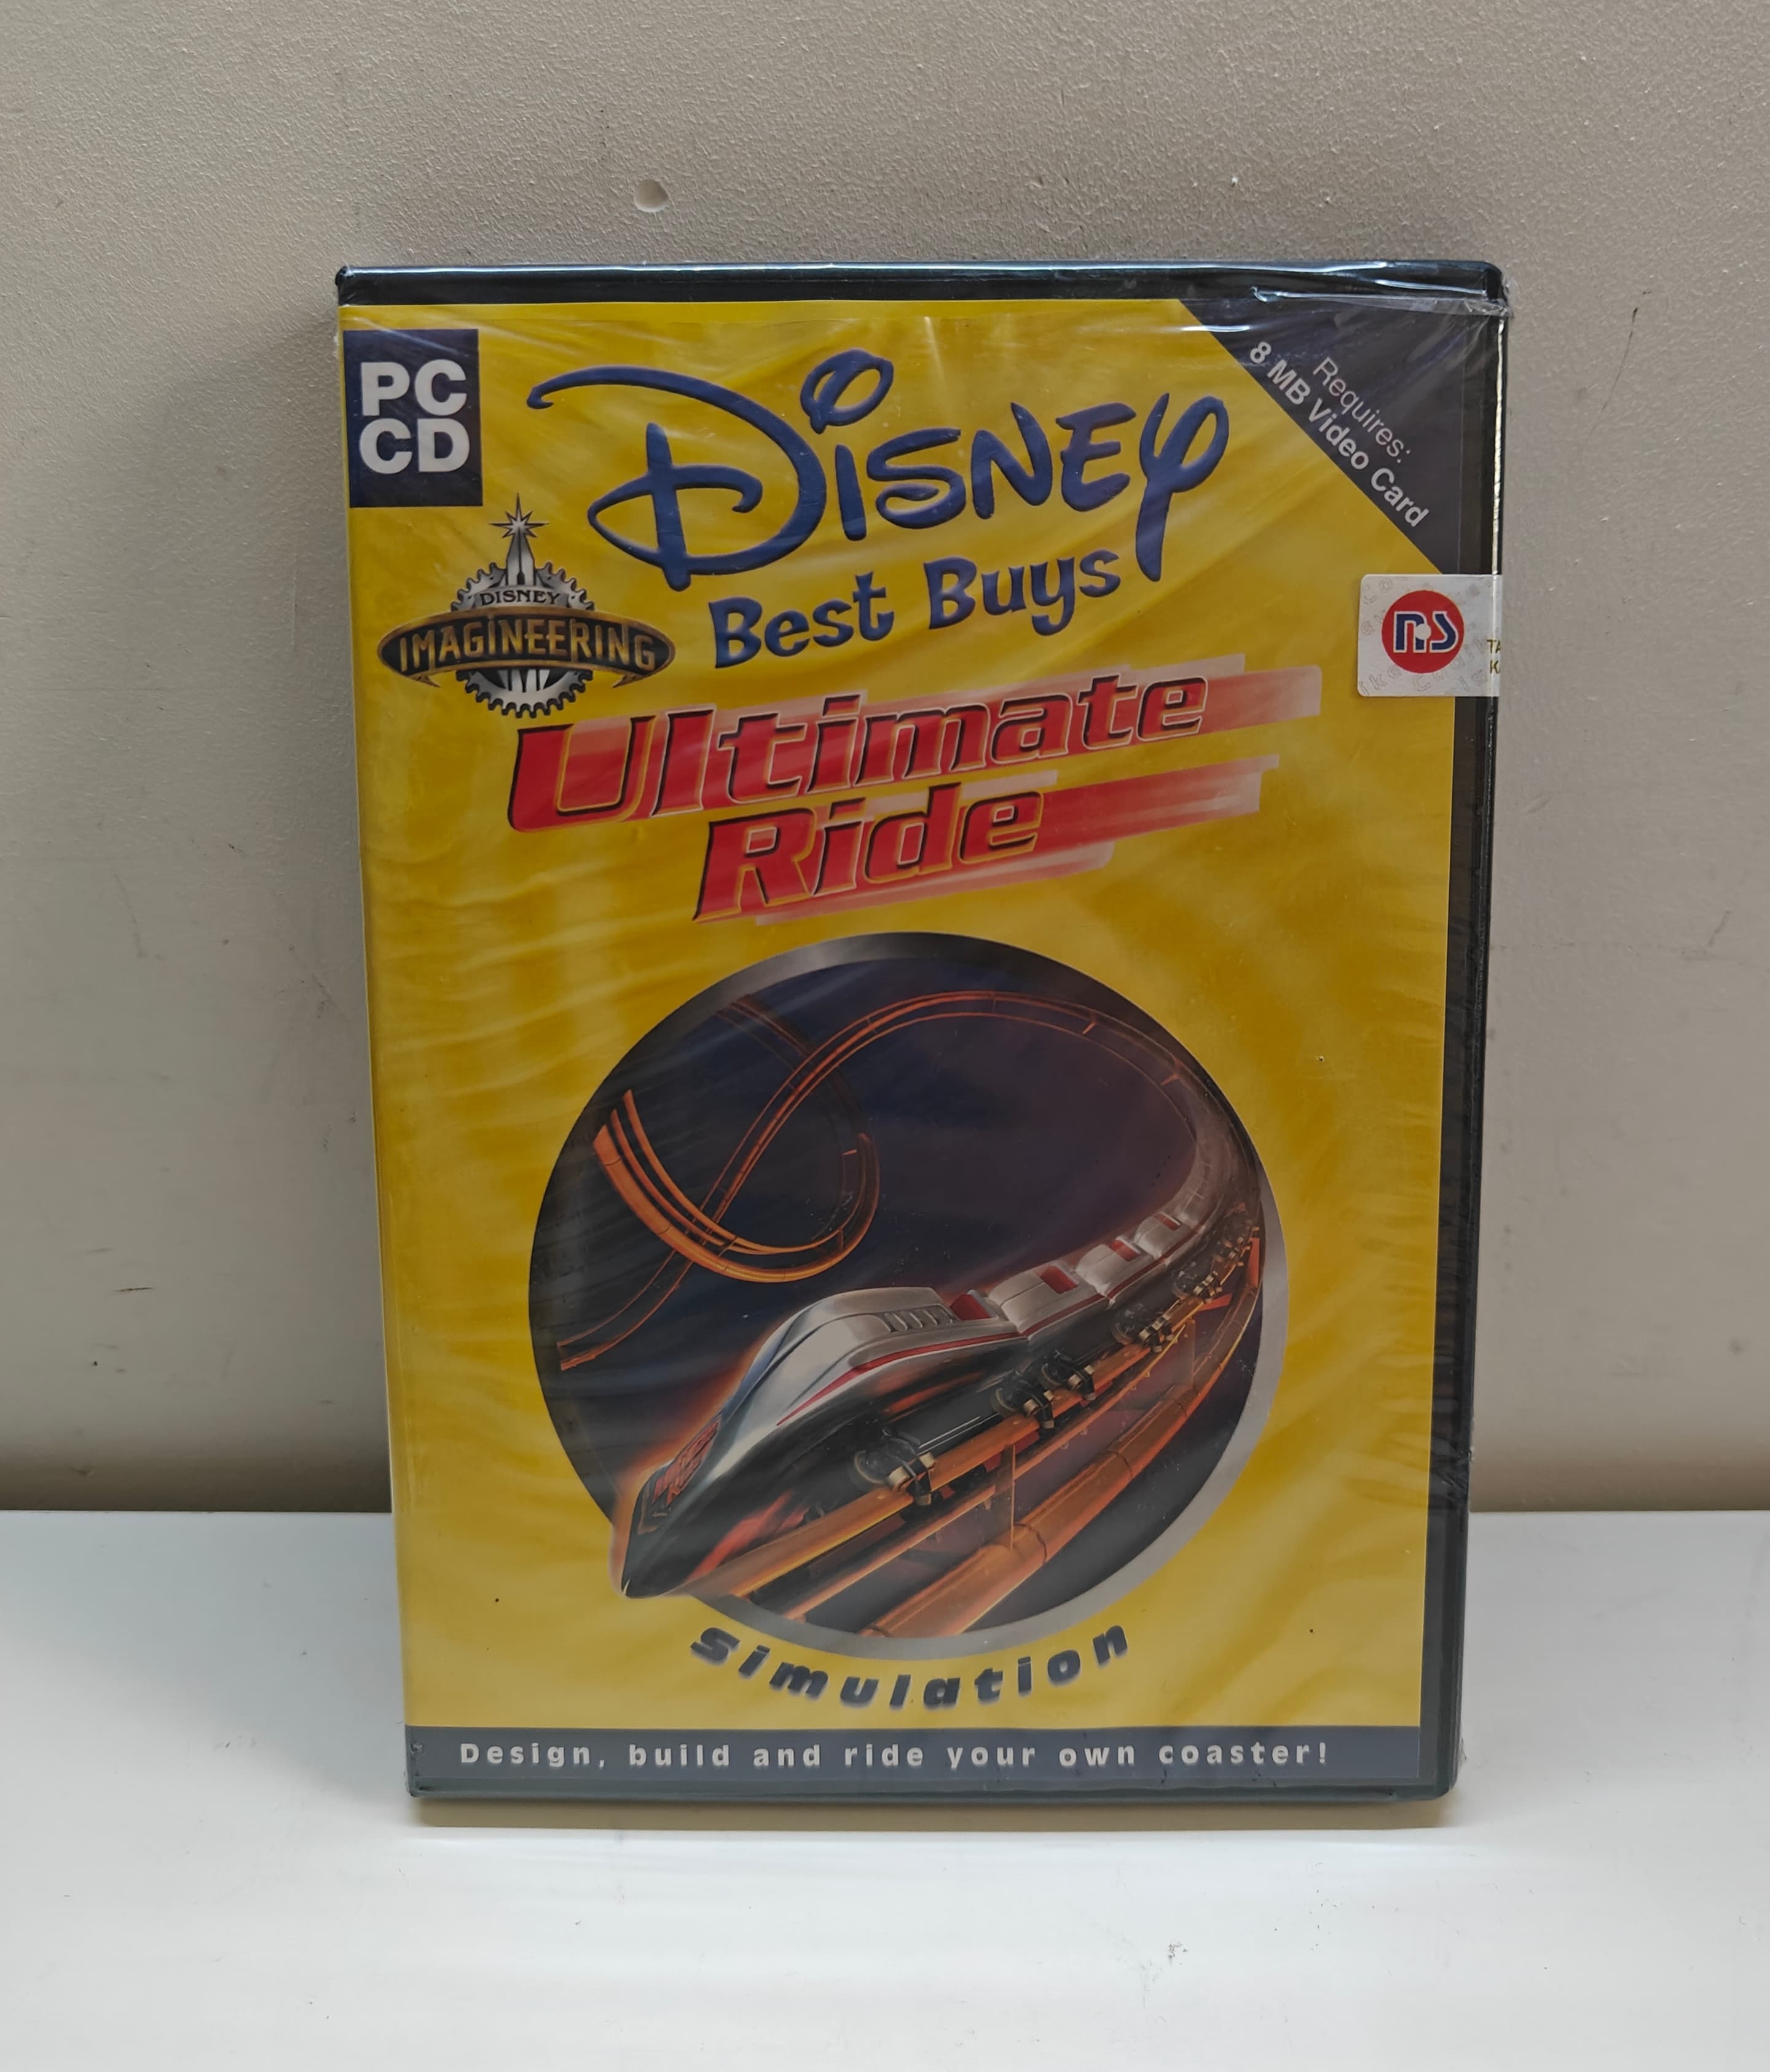 PC
CD
Requires:
8 MB Video Card
DISNEY
Best Buys
DISNEY
IMAGINEERING
ns
Ultimate
Ride
Simulation
Design, build and ride your own coaster!